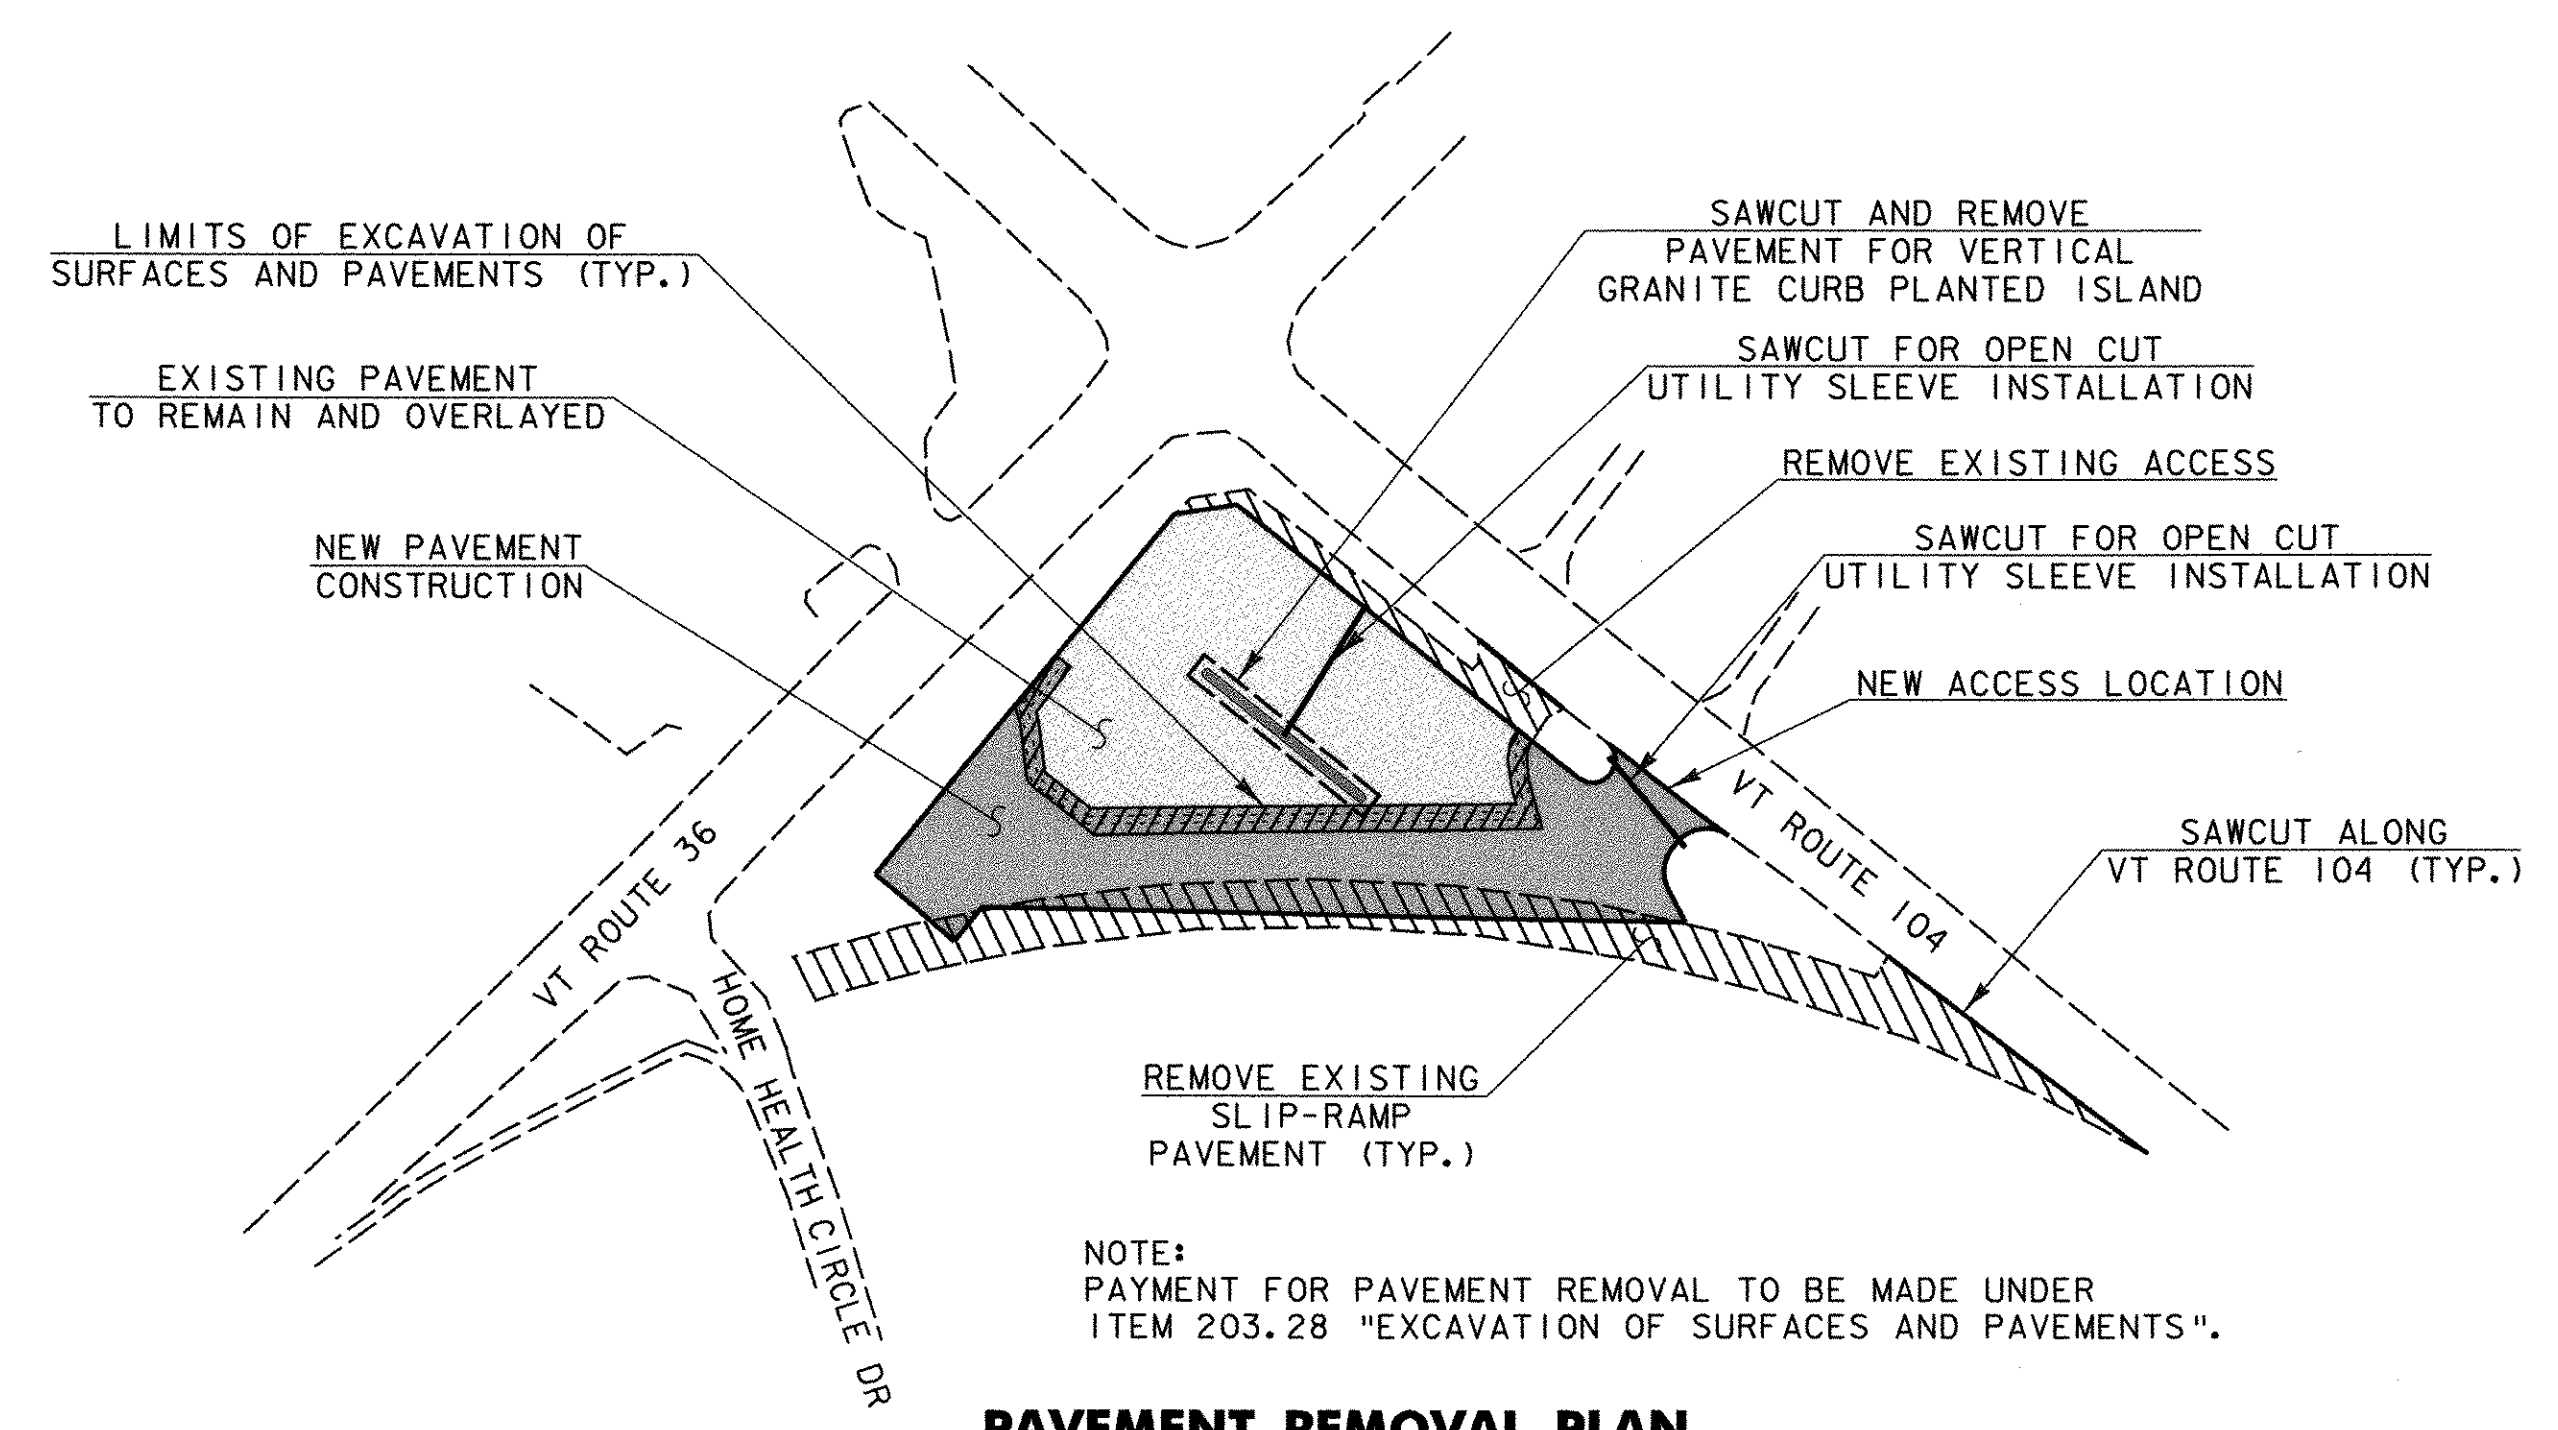 LIMITS OF EXCAVATION OF
SURFACES AND PAVEMENTS (TYP.)
EXISTING PAVEMENT
TO REMAIN AND OVERLAYED
NEW PAVEMENT
CONSTRUCTION
SAWCUT AND REMOVE
PAVEMENT FOR VERTICAL
GRANITE CURB PLANTED ISLAND
SAWCUT FOR OPEN CUT
UTILITY SLEEVE INSTALLATION
REMOVE EXISTING ACCESS
SAWCUT FOR OPEN CUT
UTILITY SLEEVE INSTALLATION
NEW ACCESS LOCATION
SAWCUT ALONG
VT ROUTE 104 (TYP.)
VT ROUTE 36
VT ROUTE 104
HOME HEALTH CIRCLE DR
REMOVE EXISTING
SLIP-RAMP
PAVEMENT (TYP.)
NOTE:
PAYMENT FOR PAVEMENT REMOVAL TO BE MADE UNDER
ITEM 203.28 "EXCAVATION OF SURFACES AND PAVEMENTS".
PAVEMENT REMOVAL PLAN